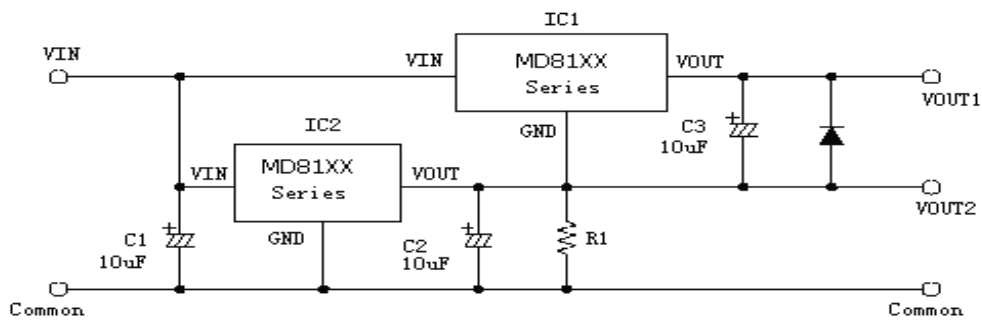 IC1
VIN
VIN
MD81XX
Series
VOUT
VOUT1
GND
C3
10uF
IC2
VIN
MD81XX
Series
VOUT
VOUT2
GND
C1
10uF
C2
10uF
R1
Common
Common